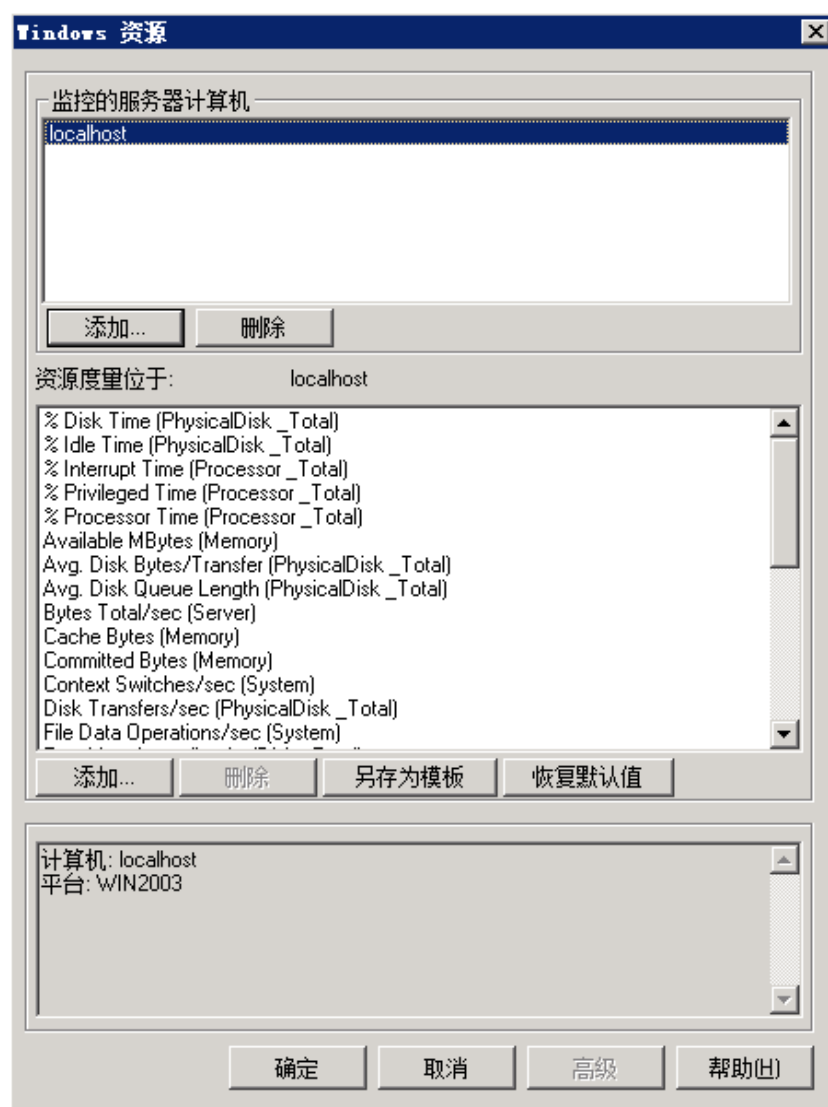 Windows 资源
监控的服务器计算机
localhost
添加... 删除
资源度量位于: localhost
% Disk Time (PhysicalDisk _Total)
% Idle Time (PhysicalDisk _Total)
% Interrupt Time (Processor _Total)
% Privileged Time (Processor _Total)
% Processor Time (Processor _Total)
Available MBytes (Memory)
Avg. Disk Bytes/Transfer (PhysicalDisk _Total)
Avg. Disk Queue Length (PhysicalDisk _Total)
Bytes Total/sec (Server)
Cache Bytes (Memory)
Committed Bytes (Memory)
Context Switches/sec (System)
Disk Transfers/sec (PhysicalDisk _Total)
File Data Operations/sec (System)
添加... 删除 另存为模板 恢复默认值
计算机: localhost
平台: WIN2003
确定 取消 高级 帮助(H)